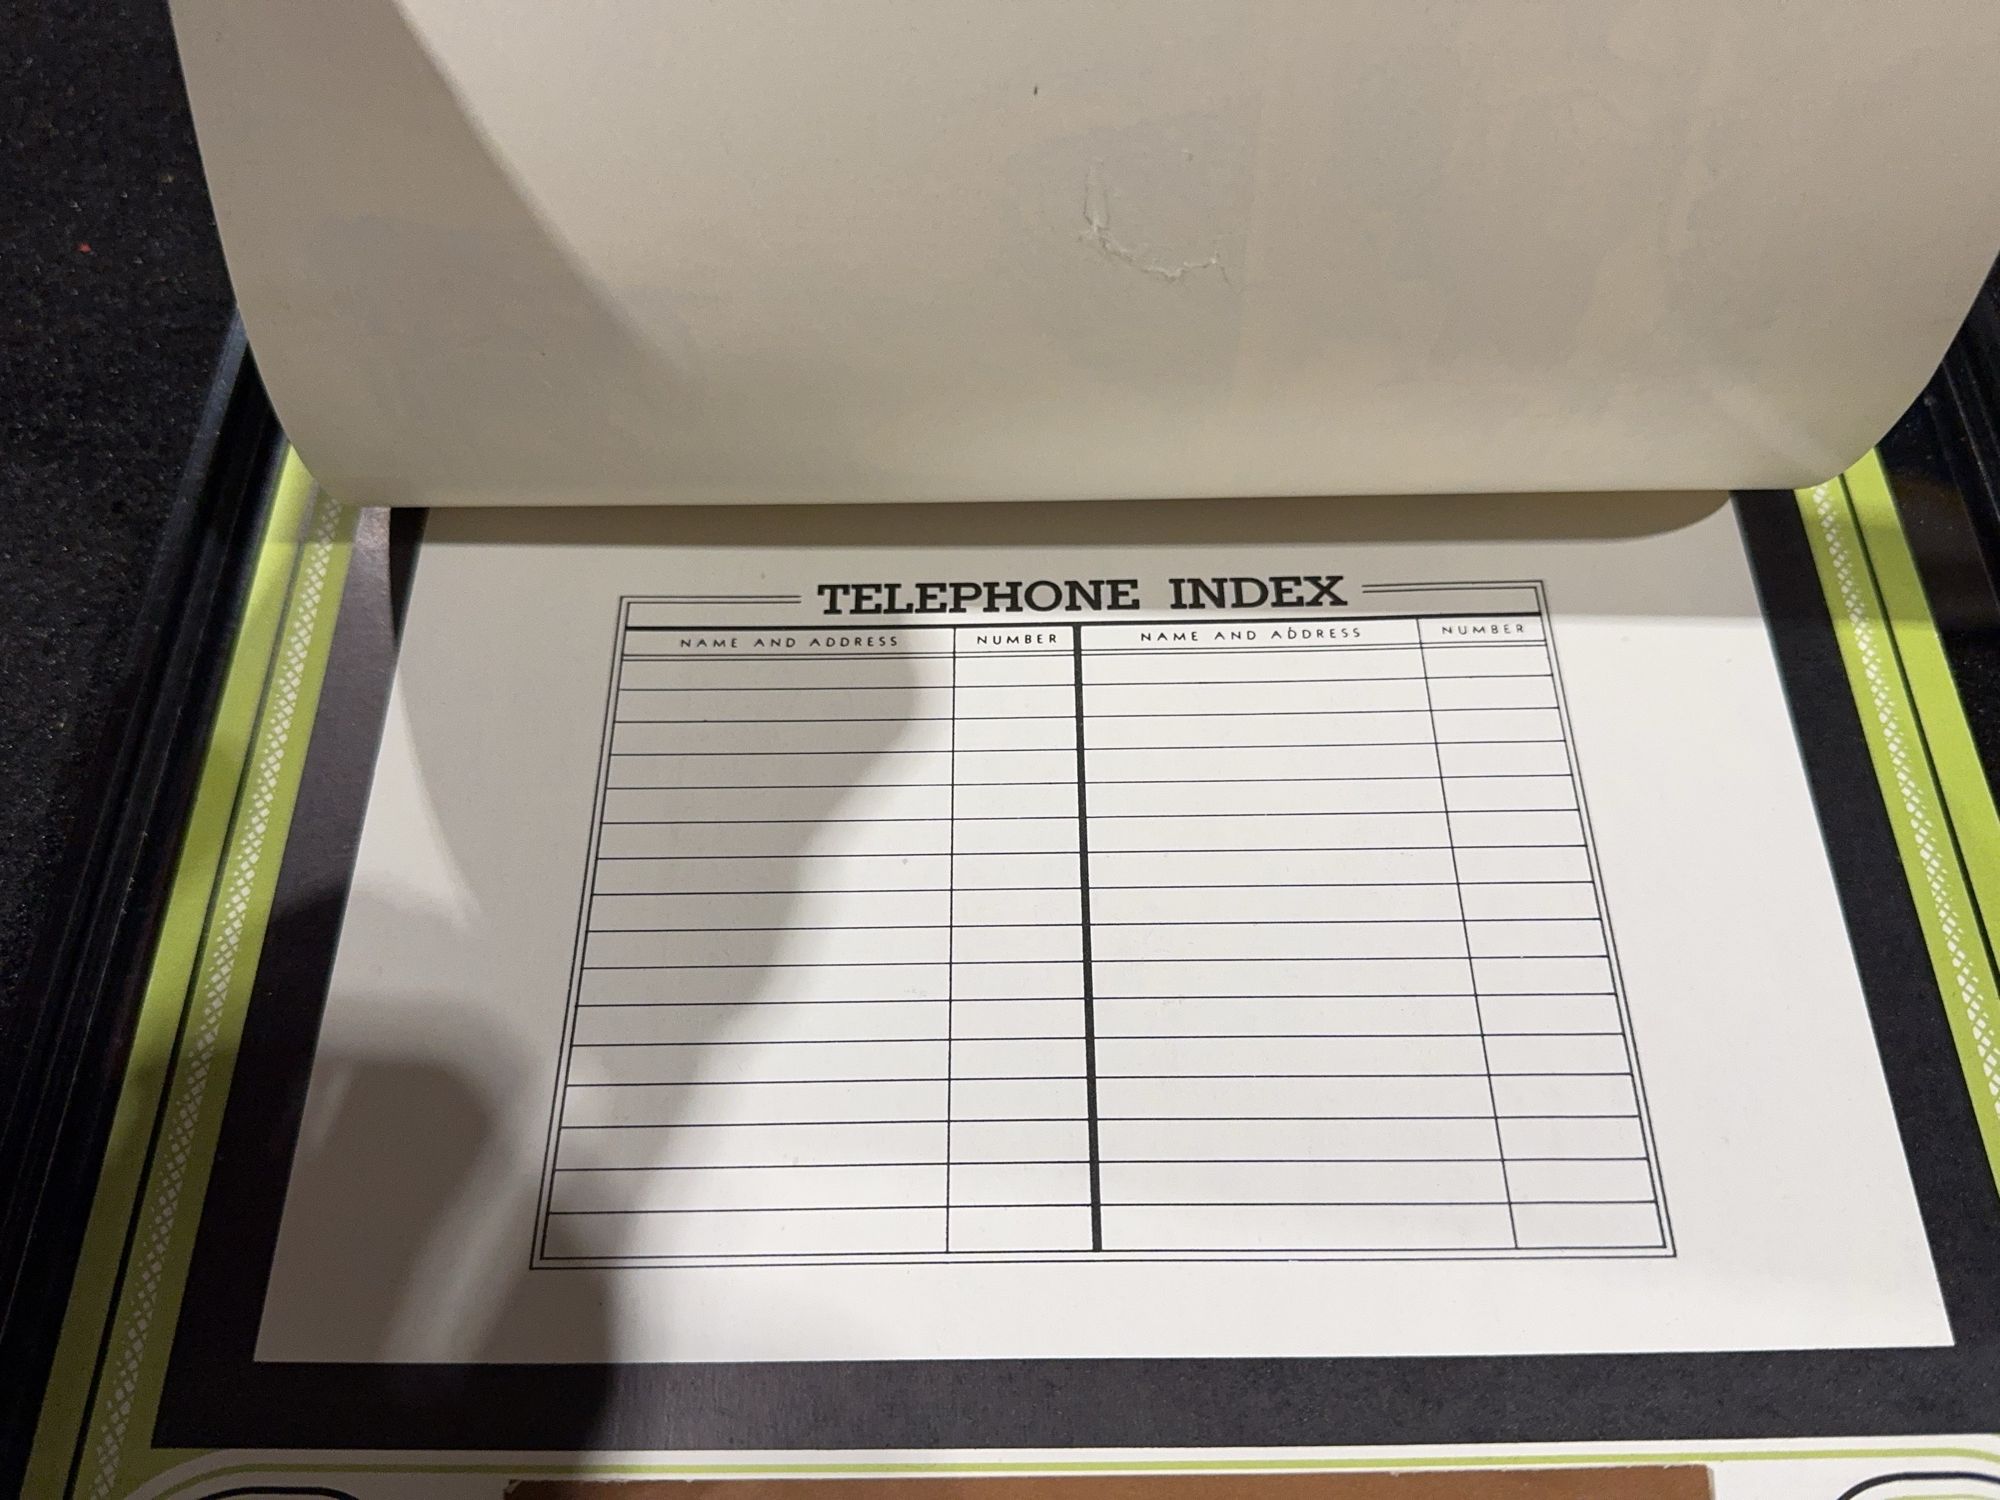 TELEPHONE INDEX
NAME AND ADDRESS NUMBER NAME AND ADDRESS NUMBER